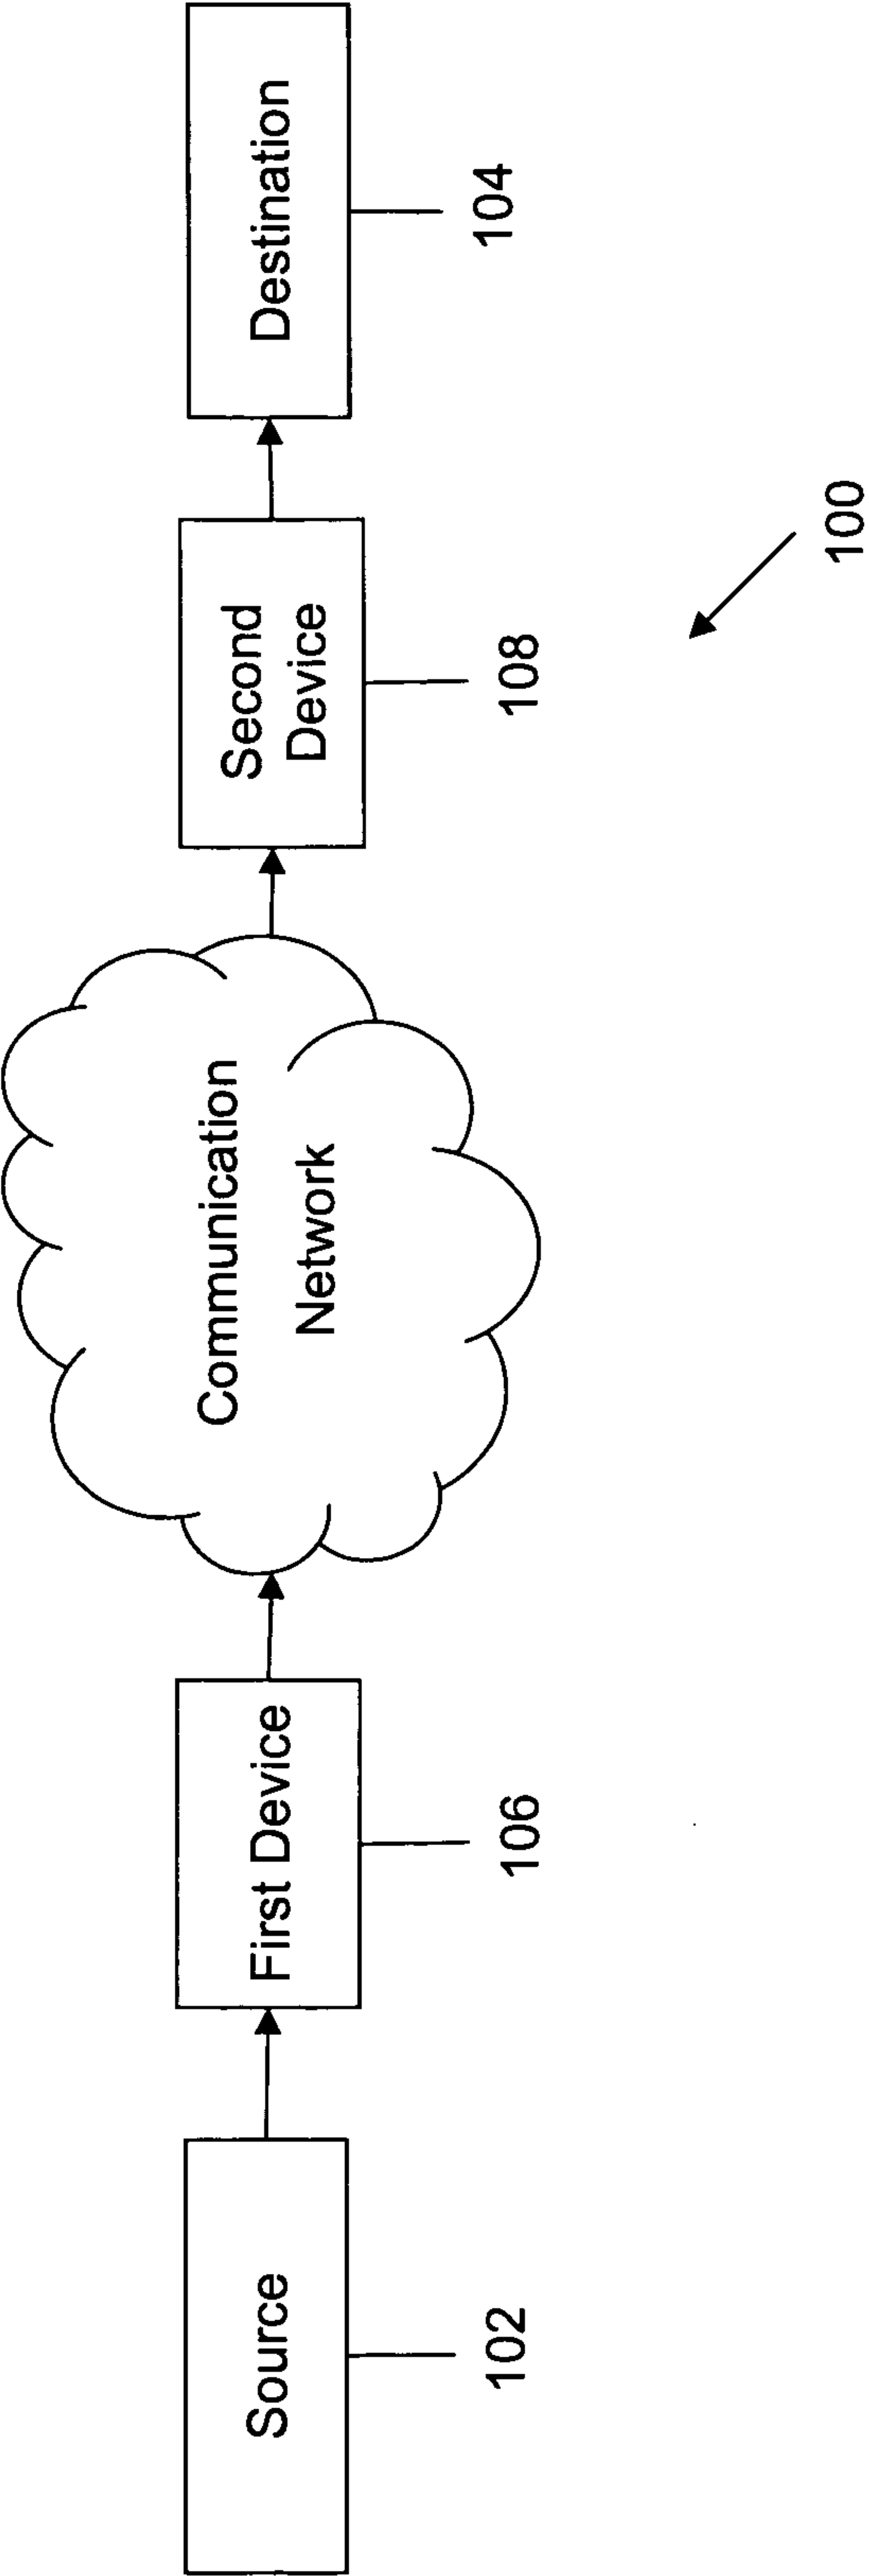 Source
First Device
Communication
Network
Second
Device
Destination
102
106
108
104
100